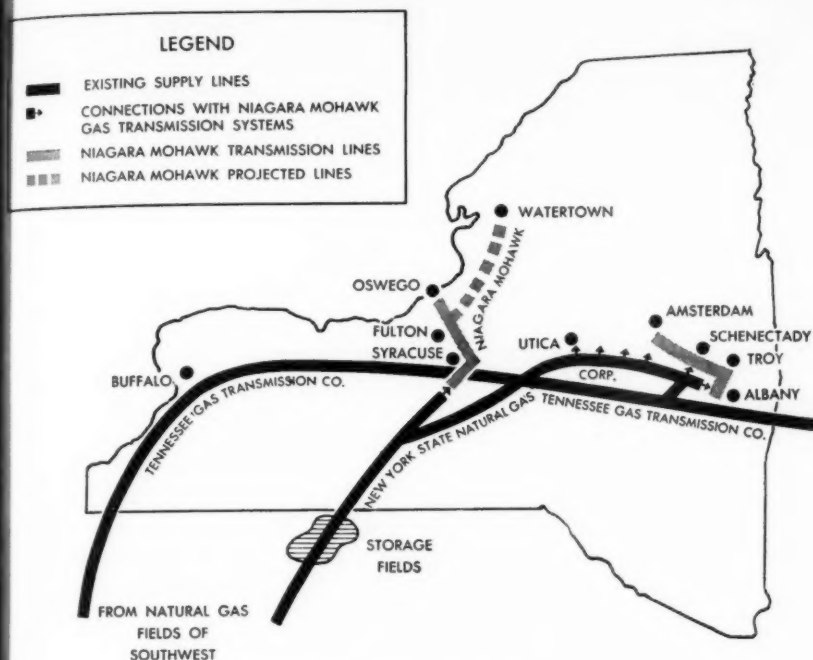 LEGEND
EXISTING SUPPLY LINES
CONNECTIONS WITH NIAGARA MOHAWK
GAS TRANSMISSION SYSTEMS
NIAGARA MOHAWK TRANSMISSION LINES
NIAGARA MOHAWK PROJECTED LINES
WATERTOWN
OSWEGO
NIAGARA MOHAWK
FULTON
SYRACUSE
AMSTERDAM
SCHENECTADY
UTICA
TROY
BUFFALO
ALBANY
TENNESSEE GAS TRANSMISSION CO.
NEW YORK STATE NATURAL GAS
CORP.
TENNESSEE GAS TRANSMISSION CO.
STORAGE
FIELDS
FROM NATURAL GAS
FIELDS OF
SOUTHWEST